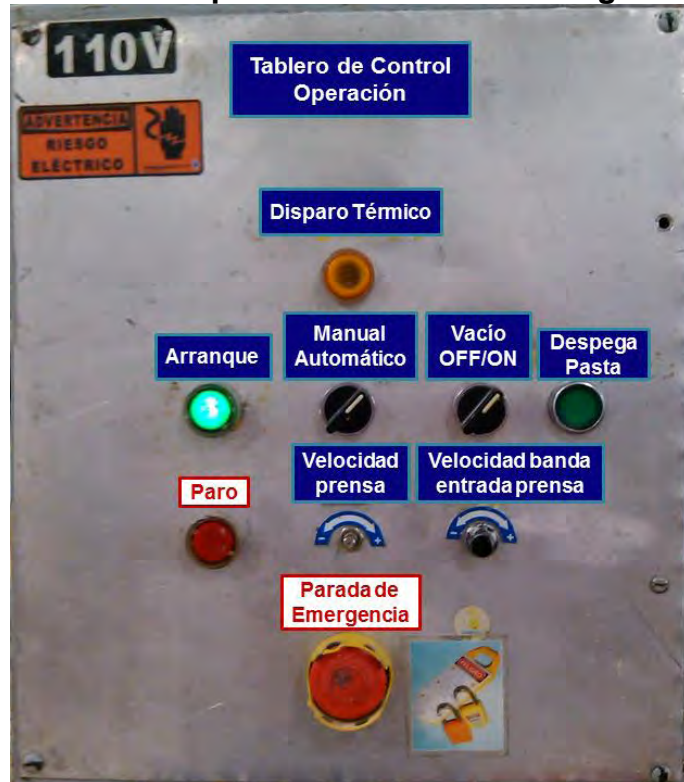 110V
Tablero de Control
Operación
ADVERTENCIA
RIESGO
ELÉCTRICO
Disparo Térmico
Arranque
Manual
Automático
Vacío
OFF/ON
Despega
Pasta
Paro
Velocidad
prensa
Velocidad banda
entrada prensa
- +
- +
Parada de
Emergencia
PELIGRO